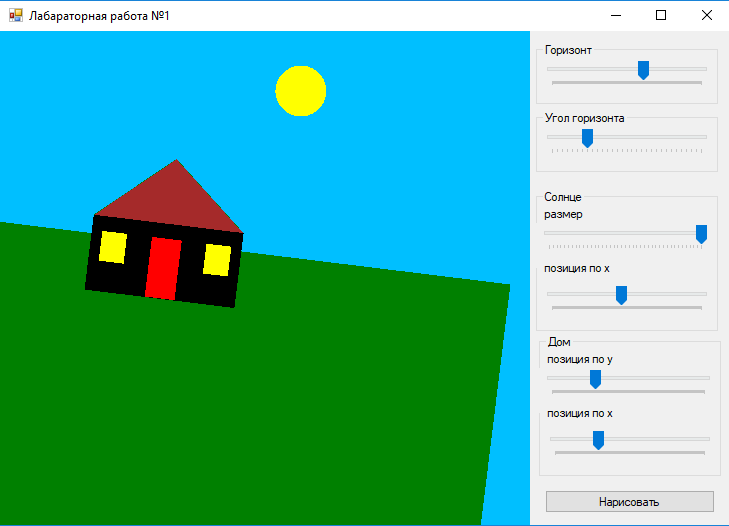 Лабараторная работа №1
Горизонт
Угол горизонта
Солнце
размер
позиция по x
Дом
позиция по y
позиция по x
Нарисовать